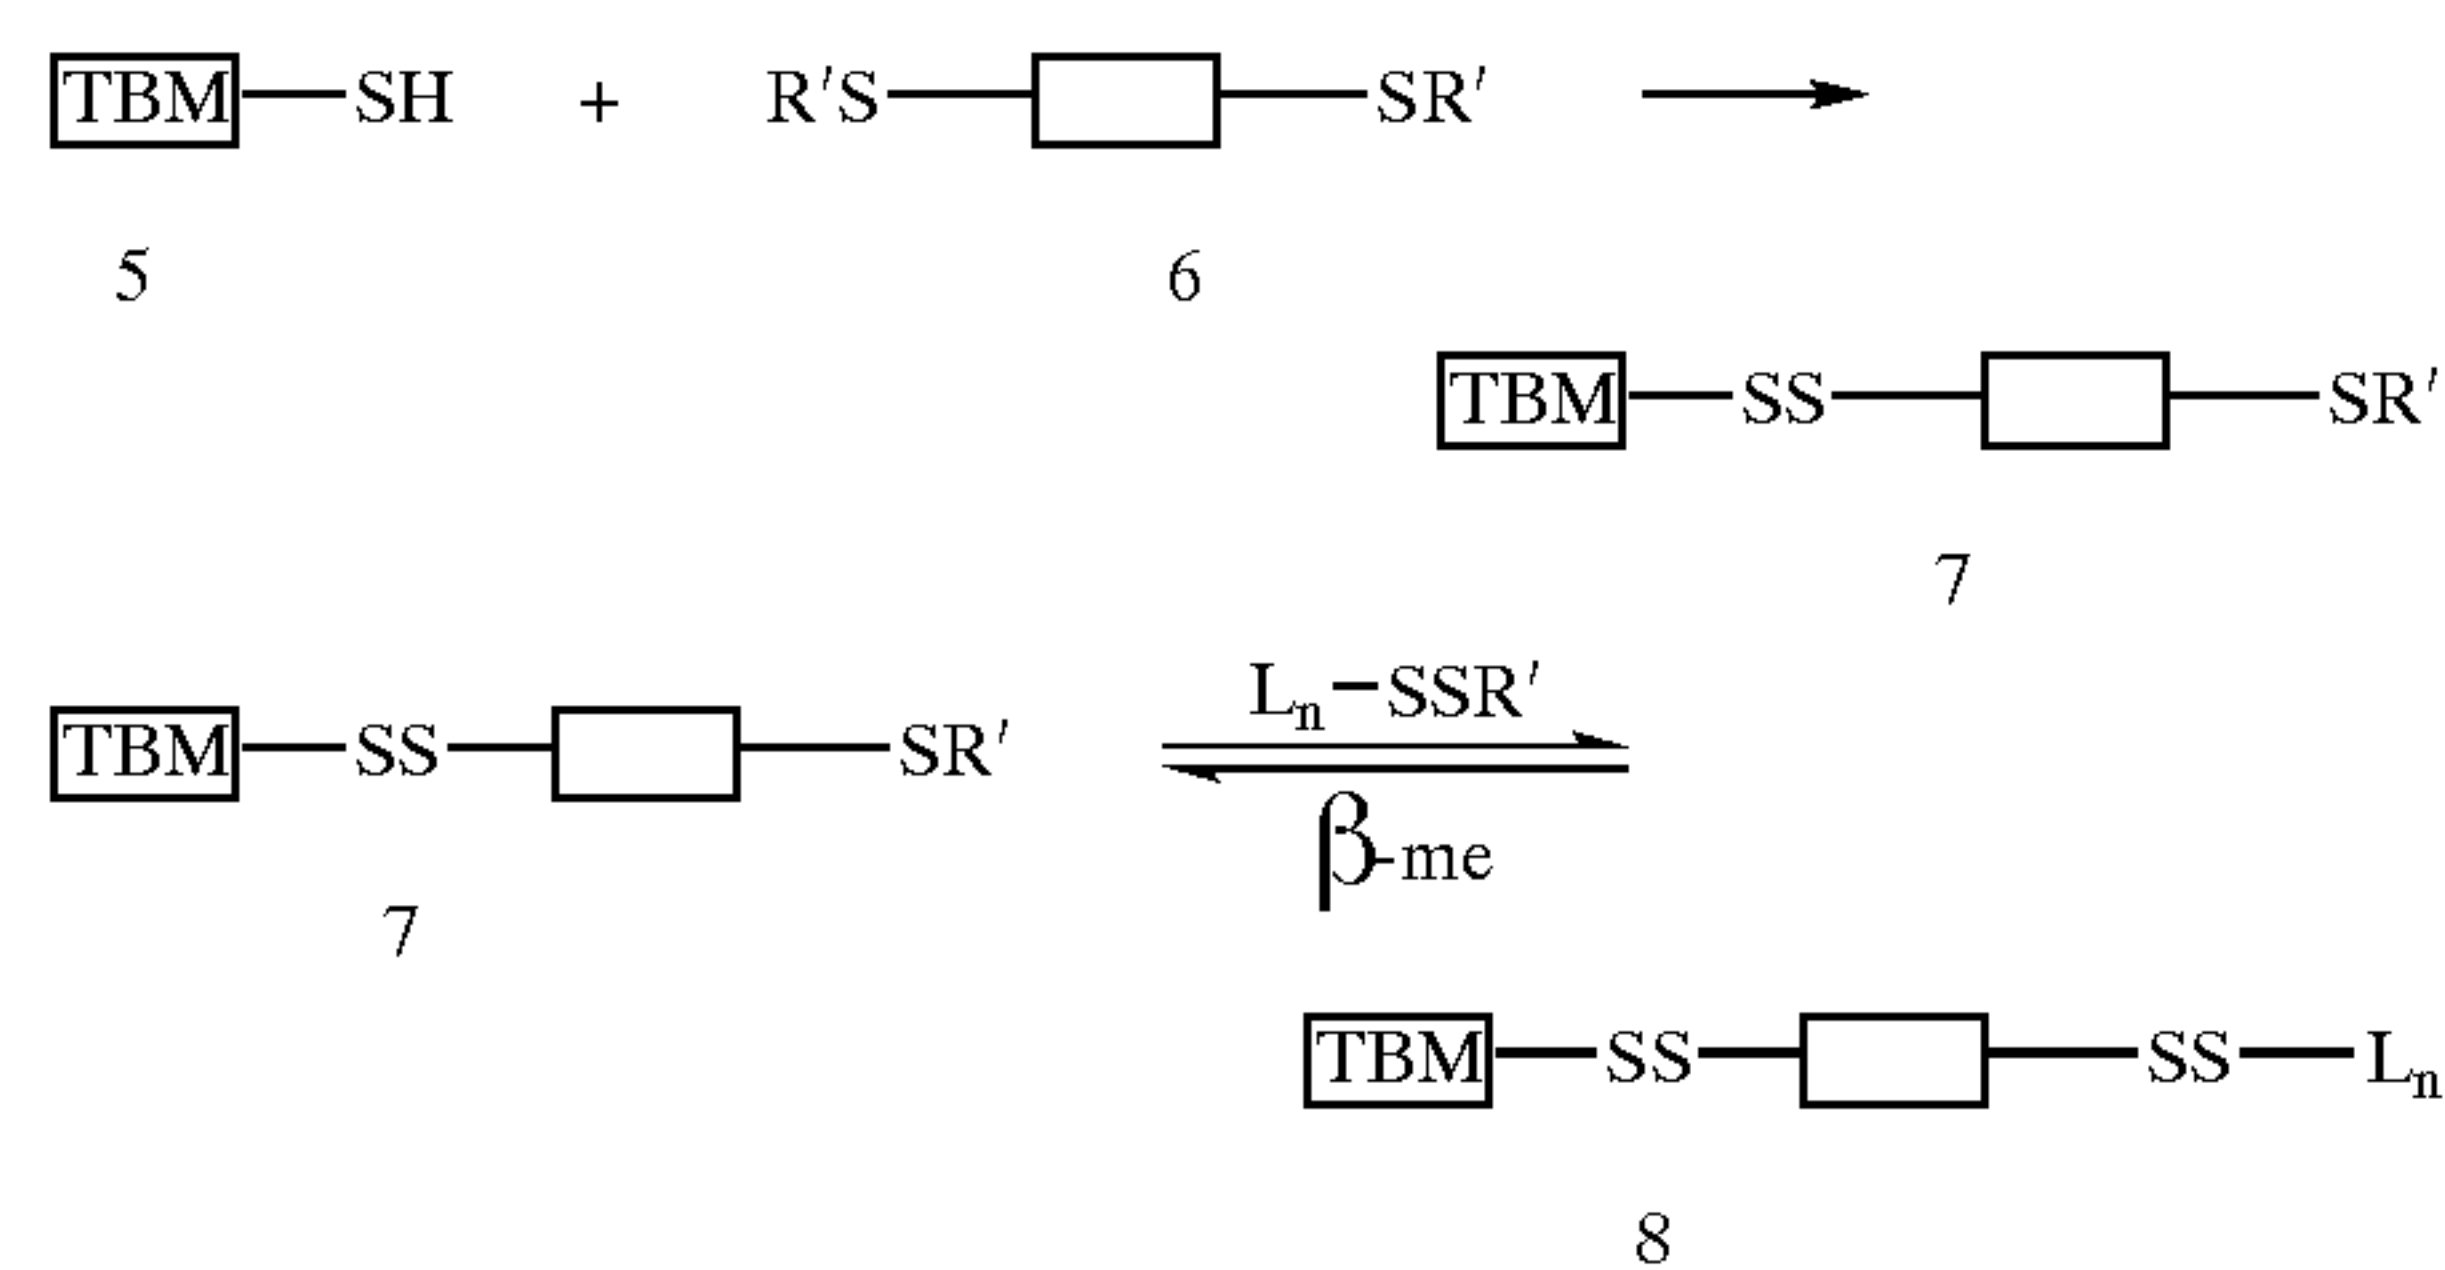 TBM—SH + R'S—SR'
5 6
TBM—SS—SR'
7
TBM—SS—SR' Ln–SSR'
β-me
7
TBM—SS—SS—Ln
8